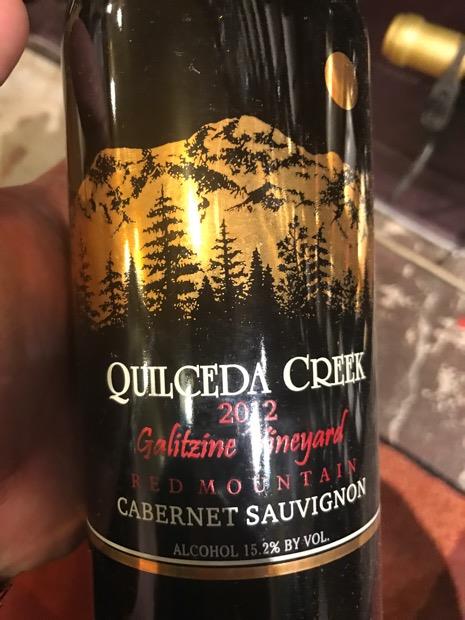 QUILCEDA CREEK
2012
Galitzine Vineyard
RED MOUNTAIN
CABERNET SAUVIGNON
ALCOHOL 15.2% BY VOL.